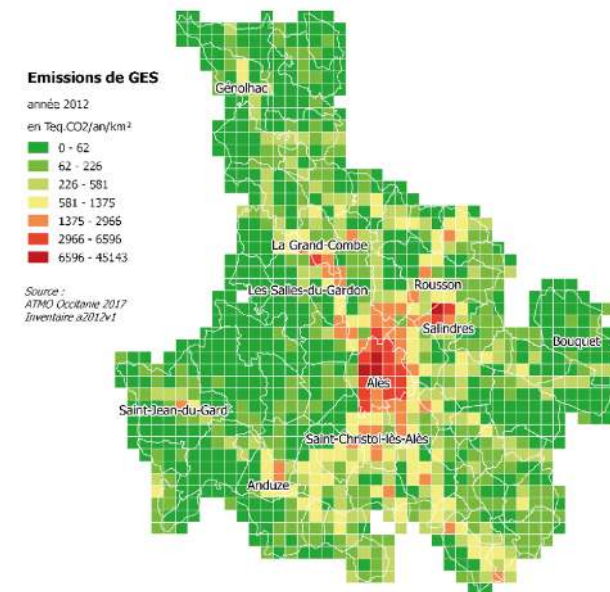 Emissions de GES
année 2012
en Teq.CO2/an/km²
0 - 62
62 - 226
226 - 581
581 - 1375
1375 - 2966
2966 - 6596
6596 - 45143
Source :
ATMO Occitanie 2017
Inventaire a2012v1
Génolhac
La Grand-Combe
Les Salles-du-Gardon
Rousson
Salindres
Bouquet
Alès
Saint-Jean-du-Gard
Saint-Christol-lès-Alès
Anduze